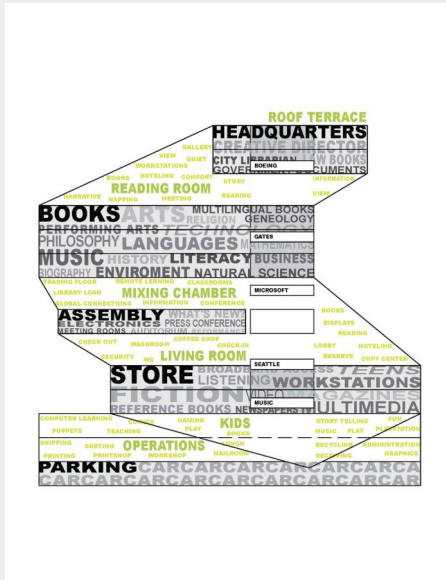 ROOF TERRACE
HEADQUARTERS
GALLERY CREATIVE DIRECTOR
VIEW QUIET CITY LIBRARIAN BOEING W BOOKS
WORKSTATIONS GOVERNMENT DOCUMENTS
BOOKS HOTELING COMFORT STUDY INFORMATION
READING ROOM
NARRATIVE NAPPING MEETING READING VIEW
BOOKS ARTS MULTILINGUAL BOOKS
RELIGION GENEOLOGY
PERFORMING ARTS TECHNOLOGY
PHILOSOPHY LANGUAGES GATES MATHEMATICS
MUSIC HISTORY LITERACY BUSINESS
BIOGRAPHY ENVIROMENT NATURAL SCIENCE
TRADING FLOOR REMOTE LEARNING CLASSROOMS
LIBRARY LOAN MIXING CHAMBER MICROSOFT
GLOBAL CONNECTIONS INFORMATION CONFERENCE
ASSEMBLY WHAT'S NEW? BOOKS
ELECTRONICS PRESS CONFERENCE DISPLAYS
MEETING ROOMS AUDITORIUM READING
CHECK OUT WASHROOM COFFEE SHOP CHECK-IN LOBBY HOTELING
SECURITY WC LIVING ROOM RESERVE COPY CENTER
STORE BROAD SEATTLE ACCESS TEENS
LISTENING WORKSTATIONS
FICTION VIDEO MAGAZINES
REFERENCE BOOKS NEWSPAPERS MUSIC MULTIMEDIA
COMPUTER LEARNING GAMING KIDS STORY TELLING FUN
PUPPETS TEACHING PLAY BOOKS MUSIC PLAY PLAYSTATION
SHIPPING SORTING OPERATIONS LUNCH RECYCLING ADMINISTRATION
PRINTING PRINTSHOP WORKSHOP MAILROOM RECEIVING GRAPHICS
PARKING CARCARCARCARCARCARCARCAR
CARCARCARCARCARCARCARCARCARCAR